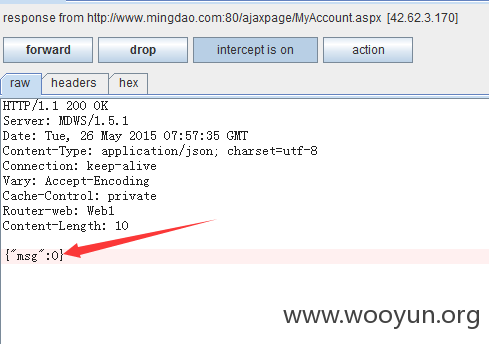 response from http://www.mingdao.com:80/ajaxpage/MyAccount.aspx [42.62.3.170]
forward drop intercept is on action
raw headers hex
HTTP/1.1 200 OK
Server: MDWS/1.5.1
Date: Tue, 26 May 2015 07:57:35 GMT
Content-Type: application/json; charset=utf-8
Connection: keep-alive
Vary: Accept-Encoding
Cache-Control: private
Router-web: Web1
Content-Length: 10
{"msg":0}
www.wooyun.org